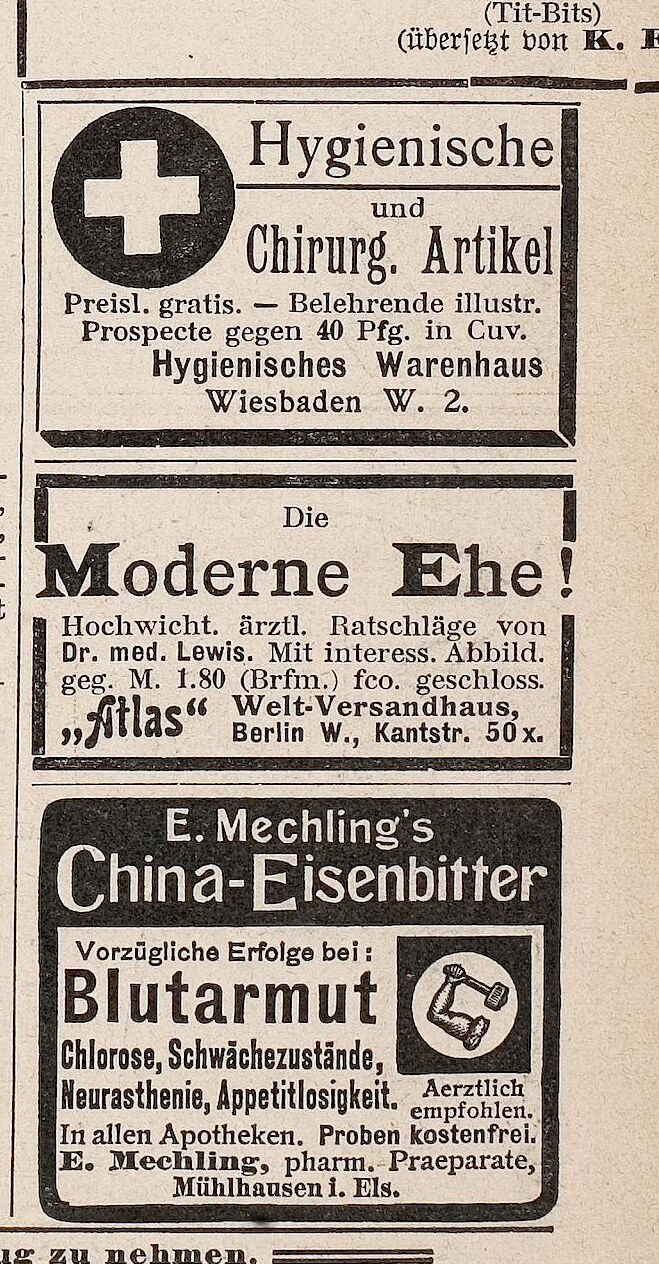 (Tit-Bits)
(übersetzt von K.
Hygienische
und
Chirurg. Artikel
Preisl. gratis. — Belehrende illustr.
Prospecte gegen 40 Pfg. in Cuv.
Hygienisches Warenhaus
Wiesbaden W. 2.
Die
Moderne Ehe!
Hochwicht. ärztl. Ratschläge von
Dr. med. Lewis. Mit interess. Abbild.
geg. M. 1.80 (Brfm.) fco. geschloss.
„Atlas“ Welt-Versandhaus,
Berlin W., Kantstr. 50x.
E. Mechling's
China-Eisenbitter
Vorzügliche Erfolge bei:
Blutarmut
Chlorose, Schwächezustände,
Neurasthenie, Appetitlosigkeit.
Aerztlich
empfohlen.
In allen Apotheken. Proben kostenfrei.
E. Mechling, pharm. Praeparate,
Mühlhausen i. Els.
zu nehmen.